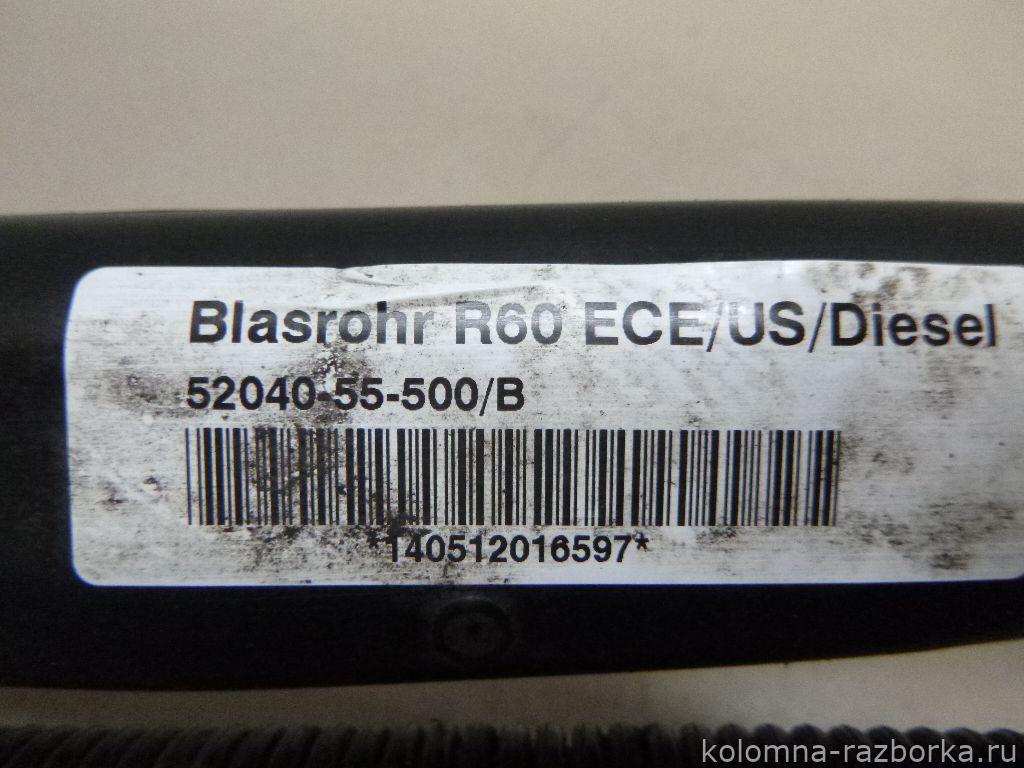 Blasrohr R60 ECE/US/Diesel
52040-55-500/B
*140512016597*
kolomna-razborka.ru